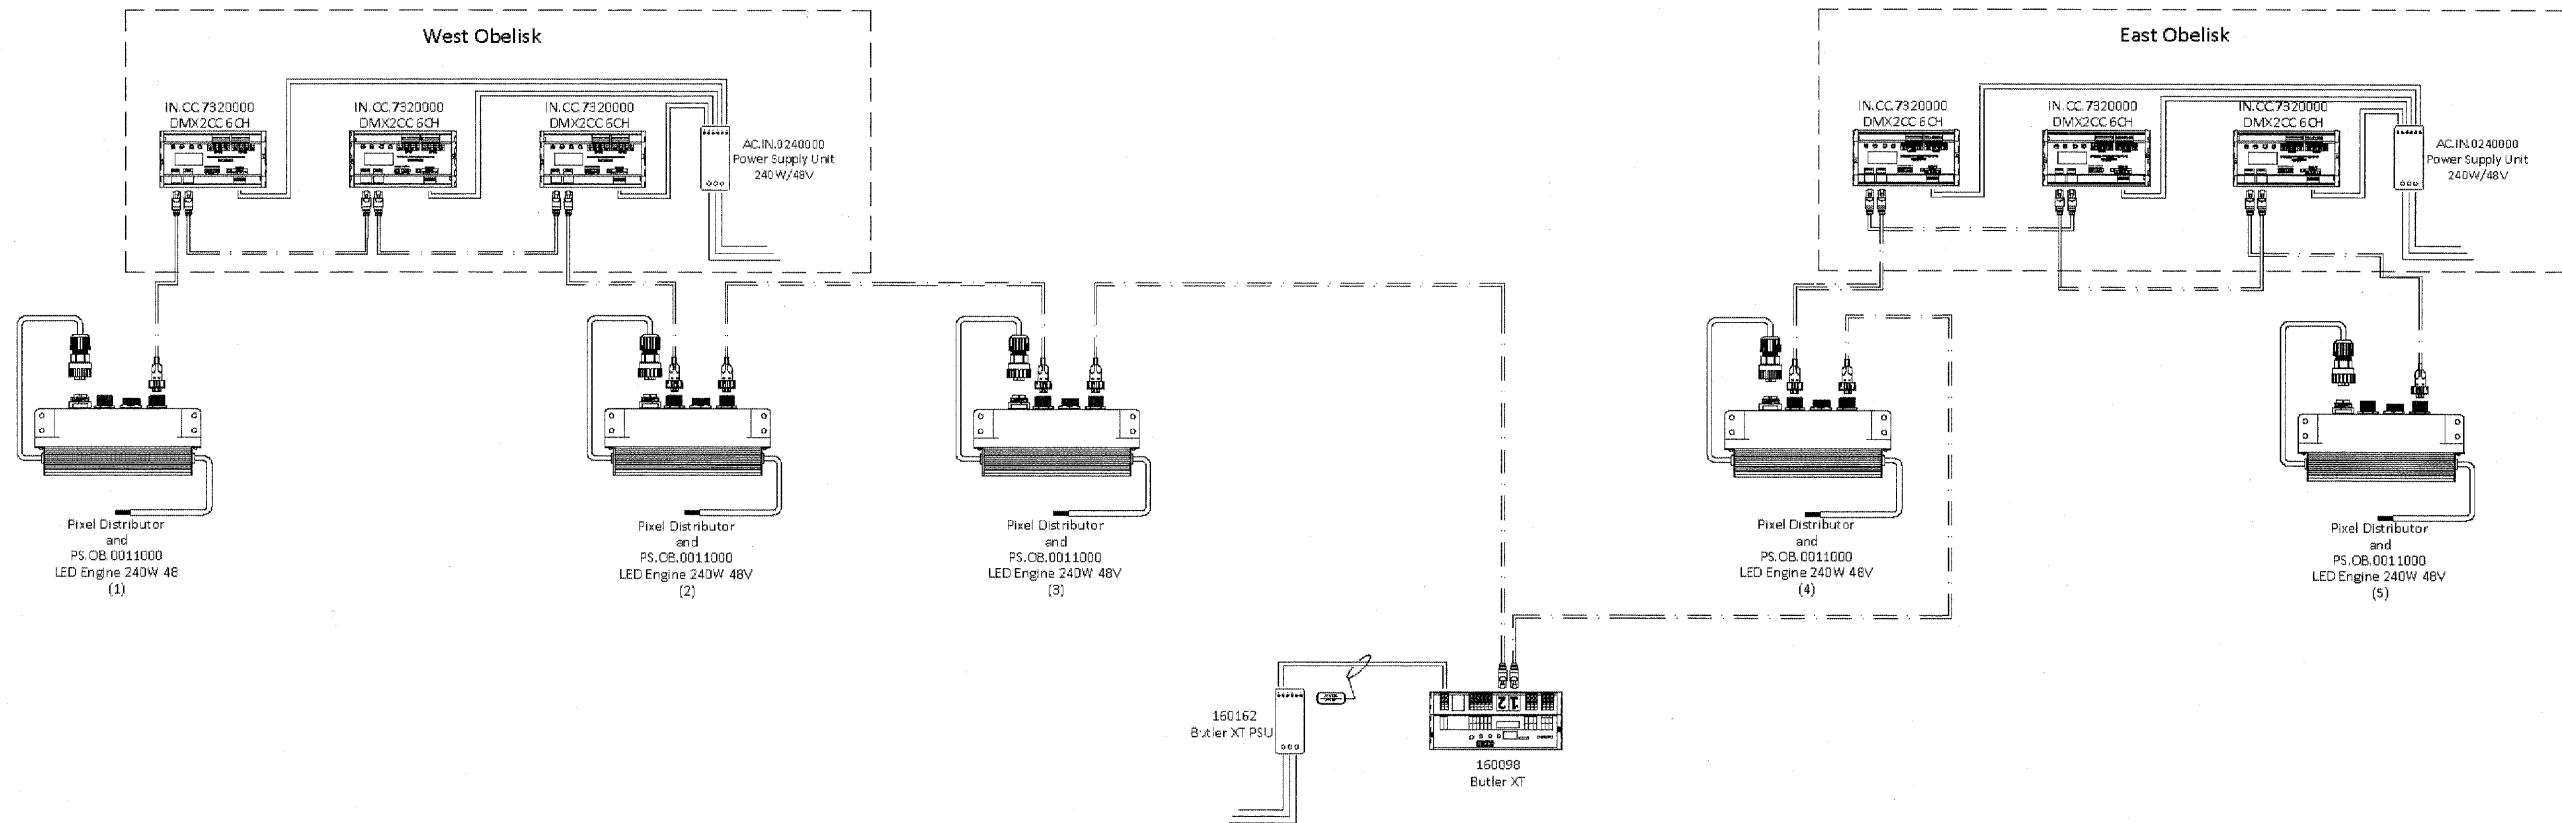 West Obelisk
East Obelisk
IN.CC.7320000
DMX2CC 6CH
IN.CC.7320000
DMX2CC 6CH
IN.CC.7320000
DMX2CC 6CH
AC.IN.0240000
Power Supply Unit
240W/48V
IN.CC.7320000
DMX2CC 6CH
IN.CC.7320000
DMX2CC 6CH
IN.CC.7320000
DMX2CC 6CH
AC.IN.0240000
Power Supply Unit
240W/48V
Pixel Distributor
and
PS.OB.0011000
LED Engine 240W 48
(1)
Pixel Distributor
and
PS.OB.0011000
LED Engine 240W 48V
(2)
Pixel Distributor
and
PS.OB.0011000
LED Engine 240W 48V
(3)
Pixel Distributor
and
PS.OB.0011000
LED Engine 240W 48V
(4)
Pixel Distributor
and
PS.OB.0011000
LED Engine 240W 48V
(5)
160162
Butler XT PSU
2 1
160098
Butler XT